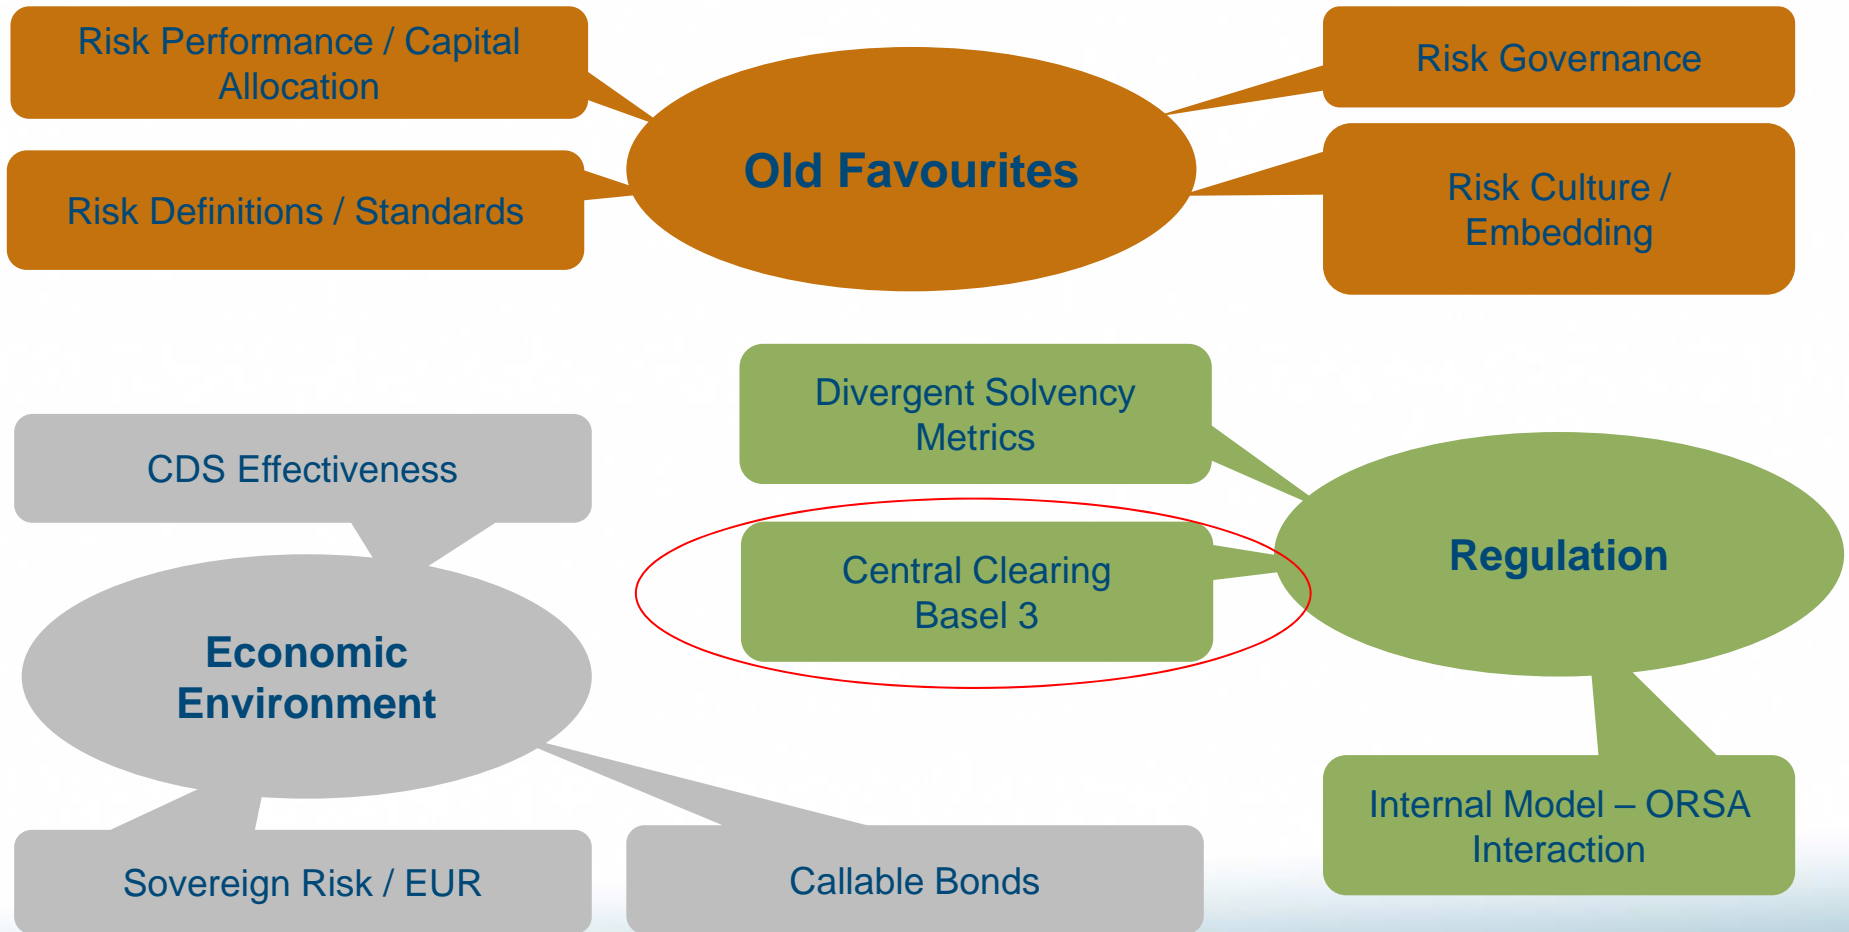 Risk Performance / Capital
Allocation
Risk Definitions / Standards
Old Favourites
Risk Governance
Risk Culture /
Embedding
CDS Effectiveness
Economic
Environment
Sovereign Risk / EUR
Callable Bonds
Divergent Solvency
Metrics
Central Clearing
Basel 3
Regulation
Internal Model – ORSA
Interaction